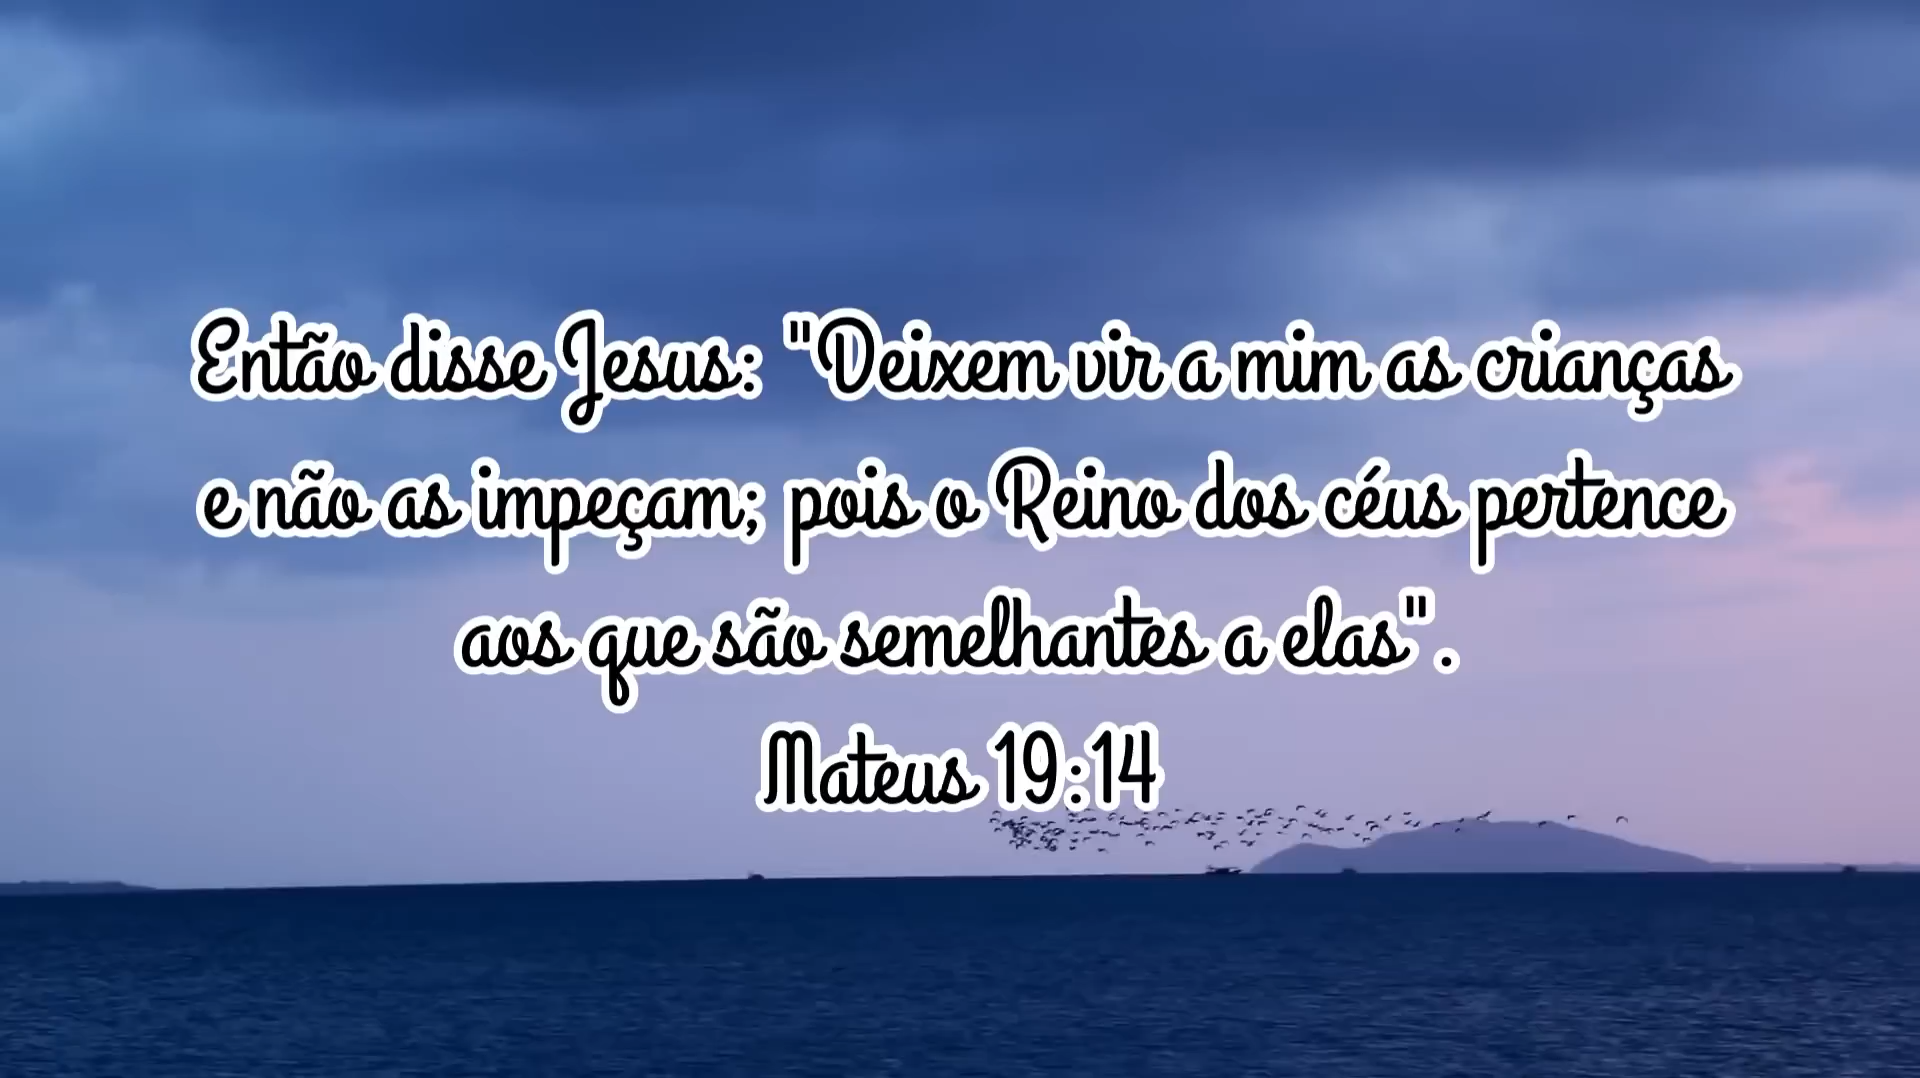 Então disse Jesus: "Deixem vir a mim as crianças
e não as impeçam; pois o Reino dos céus pertence
aos que são semelhantes a elas".
Mateus 19:14